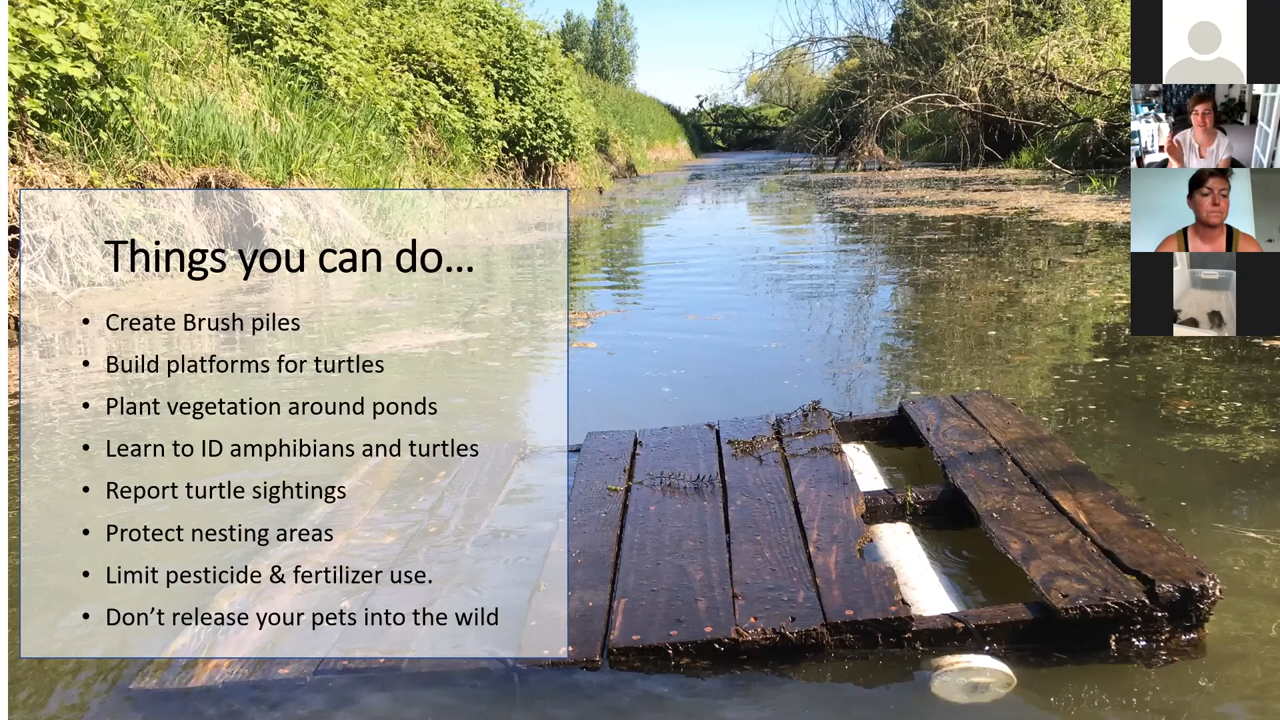 Things you can do...
• Create Brush piles
• Build platforms for turtles
• Plant vegetation around ponds
• Learn to ID amphibians and turtles
• Report turtle sightings
• Protect nesting areas
• Limit pesticide & fertilizer use.
• Don’t release your pets into the wild